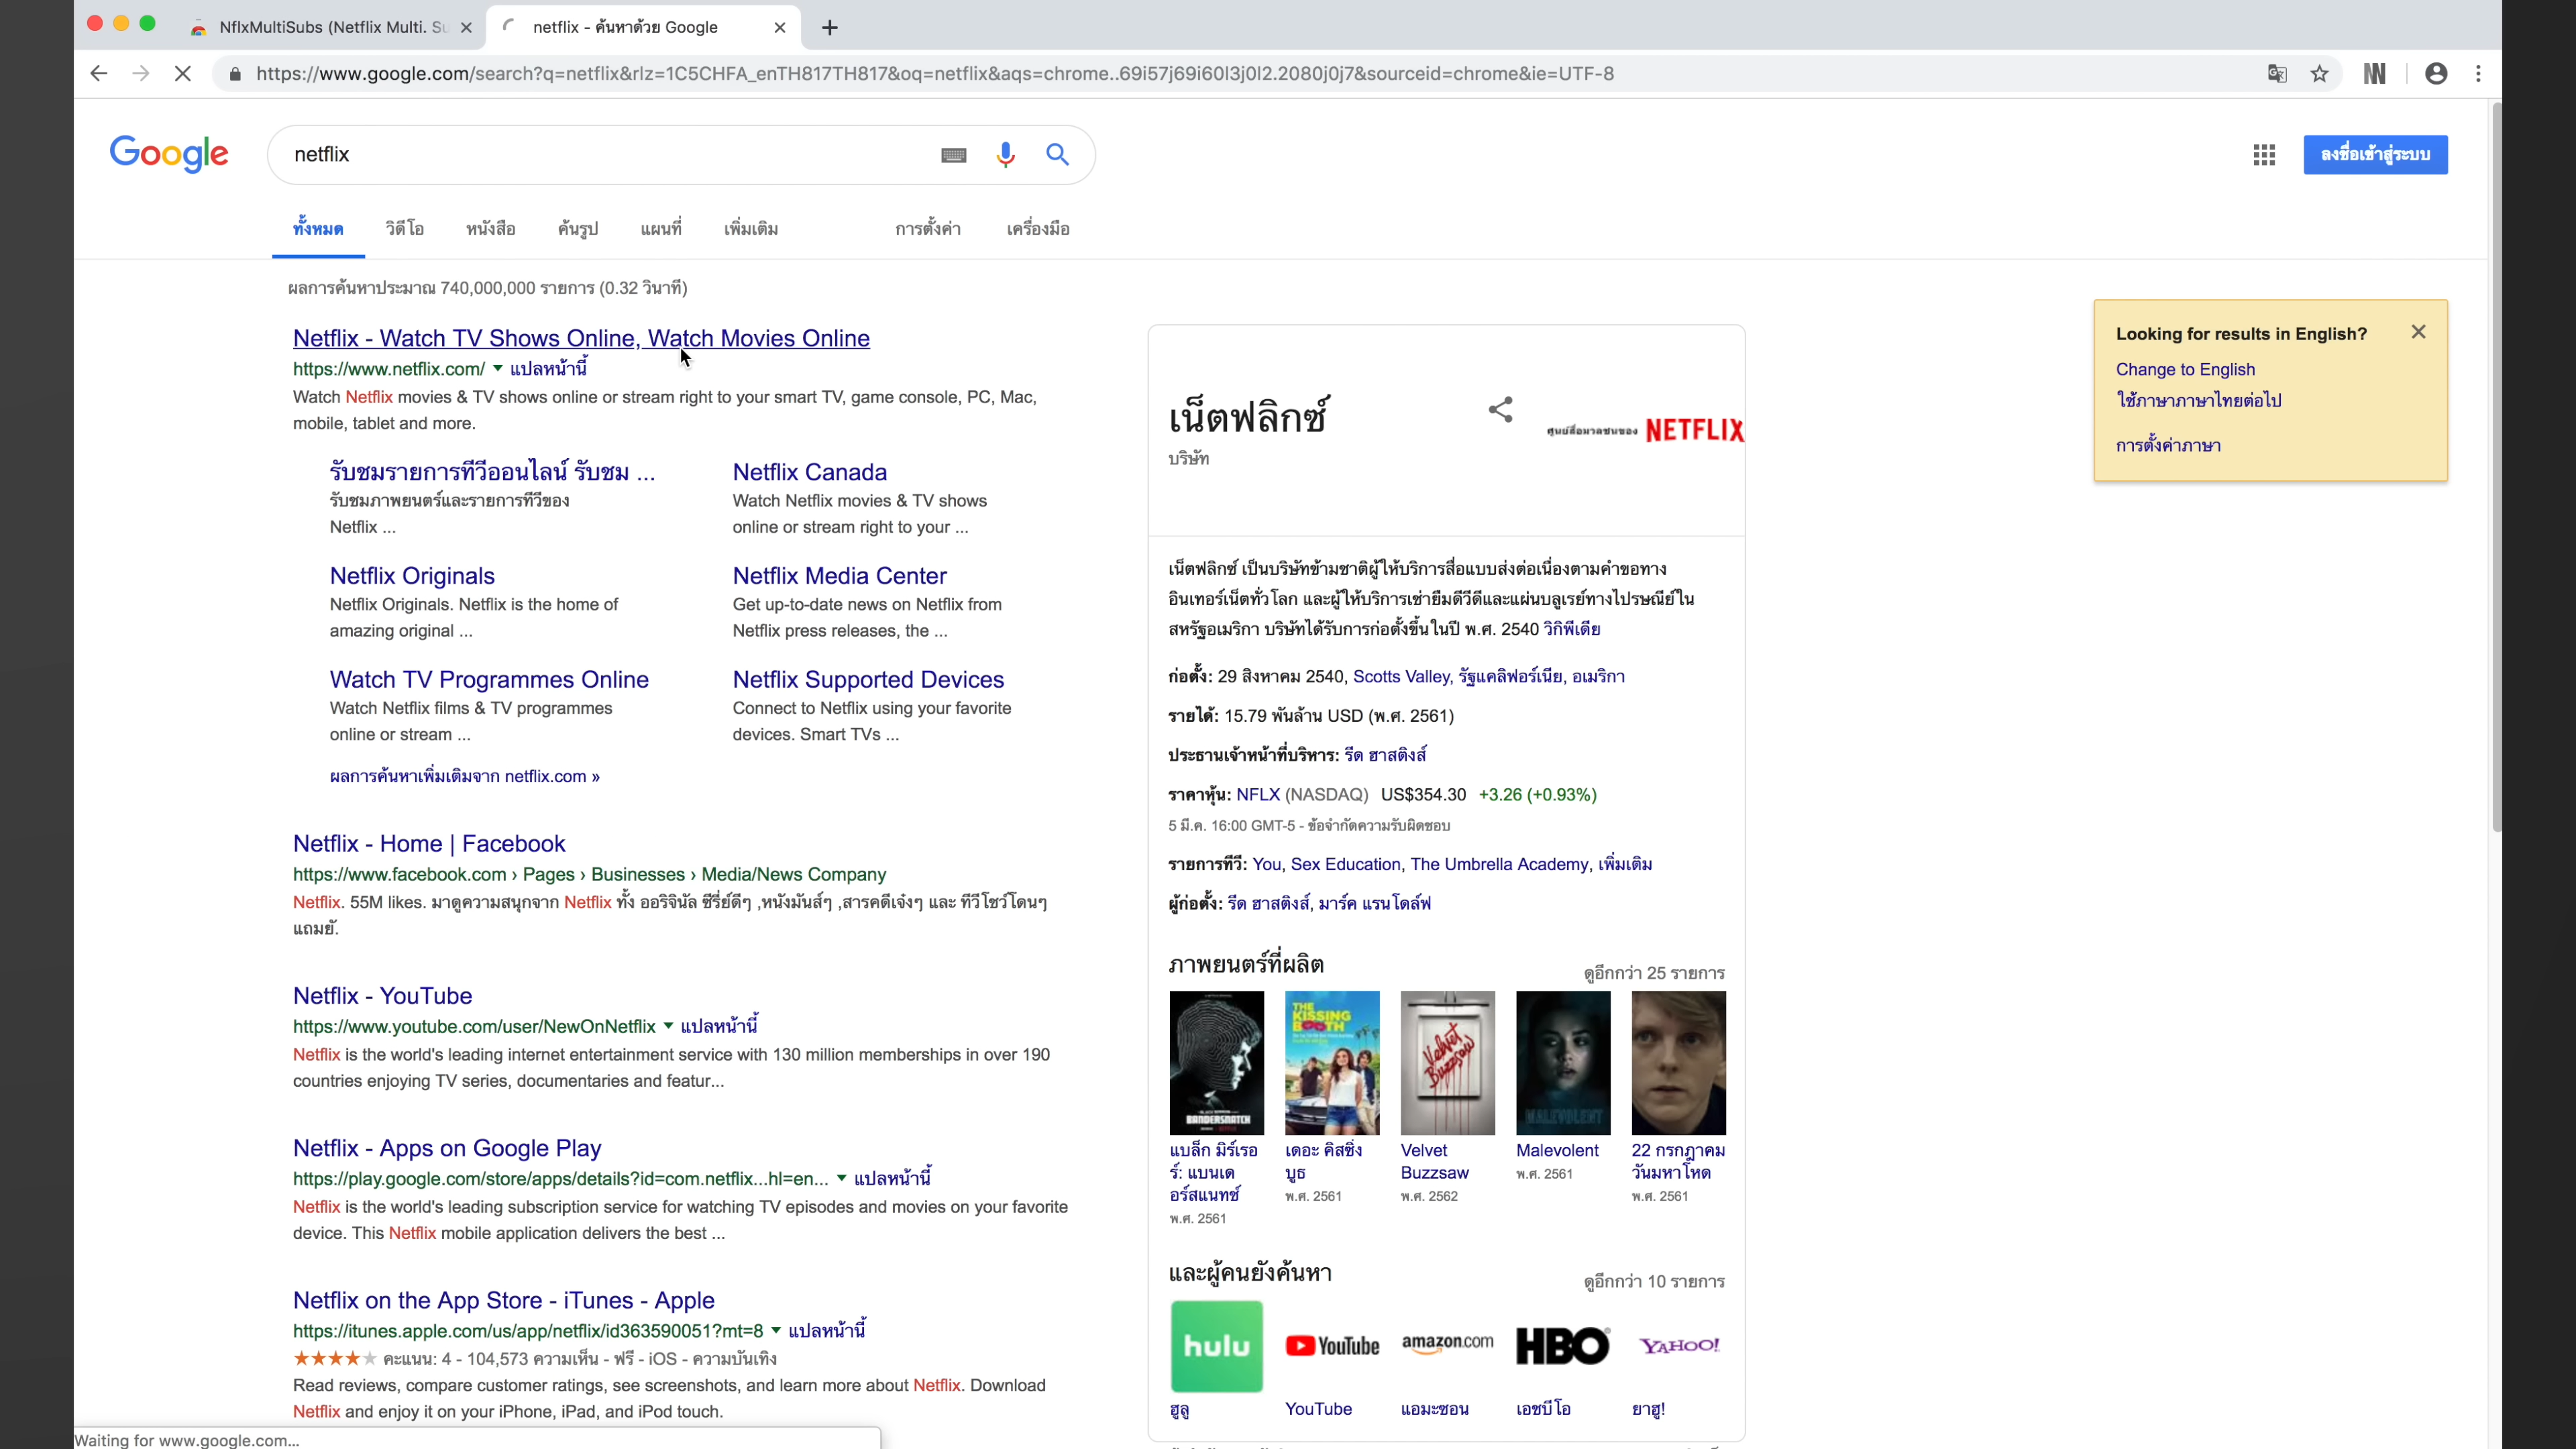 NflxMultiSubs (Netflix Multi. Su
netflix - ค้นหาด้วย Google
https://www.google.com/search?q=netflix&rlz=1C5CHFA_enTH817TH817&oq=netflix&aqs=chrome..69i57j69i60l3j0l2.2080j0j7&sourceid=chrome&ie=UTF-8
Google
netflix
ลงชื่อเข้าสู่ระบบ
ทั้งหมด วิดีโอ หนังสือ ค้นรูป แผนที่ เพิ่มเติม การตั้งค่า เครื่องมือ
ผลการค้นหาประมาณ 740,000,000 รายการ (0.32 วินาที)
Netflix - Watch TV Shows Online, Watch Movies Online
https://www.netflix.com/ แปลหน้านี้
Watch Netflix movies & TV shows online or stream right to your smart TV, game console, PC, Mac,
mobile, tablet and more.
รับชมรายการทีวีออนไลน์ รับชม ...
รับชมภาพยนตร์และรายการทีวีของ
Netflix ...
Netflix Canada
Watch Netflix movies & TV shows
online or stream right to your ...
Netflix Originals
Netflix Originals. Netflix is the home of
amazing original ...
Netflix Media Center
Get up-to-date news on Netflix from
Netflix press releases, the ...
Watch TV Programmes Online
Watch Netflix films & TV programmes
online or stream ...
Netflix Supported Devices
Connect to Netflix using your favorite
devices. Smart TVs ...
ผลการค้นหาเพิ่มเติมจาก netflix.com »
Netflix - Home | Facebook
https://www.facebook.com › Pages › Businesses › Media/News Company
Netflix. 55M likes. มาดูความสนุกจาก Netflix ทั้ง ออริจินัล ซีรี่ย์ดีๆ ,หนังมันส์ๆ ,สารคดีเจ๋งๆ และ ทีวีโชว์โดนๆ
แถมยั.
Netflix - YouTube
https://www.youtube.com/user/NewOnNetflix แปลหน้านี้
Netflix is the world's leading internet entertainment service with 130 million memberships in over 190
countries enjoying TV series, documentaries and featur...
Netflix - Apps on Google Play
https://play.google.com/store/apps/details?id=com.netflix...hl=en... แปลหน้านี้
Netflix is the world's leading subscription service for watching TV episodes and movies on your favorite
device. This Netflix mobile application delivers the best ...
Netflix on the App Store - iTunes - Apple
https://itunes.apple.com/us/app/netflix/id363590051?mt=8 แปลหน้านี้
★★★★★ คะแนน: 4 - 104,573 ความเห็น - ฟรี - iOS - ความบันเทิง
Read reviews, compare customer ratings, see screenshots, and learn more about Netflix. Download
Netflix and enjoy it on your iPhone, iPad, and iPod touch.
Waiting for www.google.com...
เน็ตฟลิกซ์
บริษัท
ศูนย์สื่อมวลชนของ NETFLIX
เน็ตฟลิกซ์ เป็นบริษัทข้ามชาติผู้ให้บริการสื่อแบบส่งต่อเนื่องตามคำขอทาง
อินเทอร์เน็ตทั่วโลก และผู้ให้บริการเช่ายืมดีวีดีและแผ่นบลูเรย์ทางไปรษณีย์ใน
สหรัฐอเมริกา บริษัทได้รับการก่อตั้งขึ้นในปี พ.ศ. 2540 วิกิพีเดีย
ก่อตั้ง: 29 สิงหาคม 2540, Scotts Valley, รัฐแคลิฟอร์เนีย, อเมริกา
รายได้: 15.79 พันล้าน USD (พ.ศ. 2561)
ประธานเจ้าหน้าที่บริหาร: รีด ฮาสติงส์
ราคาหุ้น: NFLX (NASDAQ) US$354.30 +3.26 (+0.93%)
5 มี.ค. 16:00 GMT-5 - ข้อจำกัดความรับผิดชอบ
รายการทีวี: You, Sex Education, The Umbrella Academy, เพิ่มเติม
ผู้ก่อตั้ง: รีด ฮาสติงส์, มาร์ค แรนโดล์ฟ
ภาพยนตร์ที่ผลิต
ดูอีกกว่า 25 รายการ
BANDERSNATCH
THE KISSING BOOTH
Velvet Buzzsaw
MALEVOLENT
แบล็ก มิร์เรอ
ร์: แบนเด
อร์สแนทช์
พ.ศ. 2561
เดอะ คิสซิ่ง
บูธ
พ.ศ. 2561
Velvet
Buzzsaw
พ.ศ. 2562
Malevolent
พ.ศ. 2561
22 กรกฎาคม
วันมหาโหด
พ.ศ. 2561
และผู้คนยังค้นหา
ดูอีกกว่า 10 รายการ
hulu YouTube amazon.com HBO YAHOO!
ฮูลู YouTube แอมะซอน เอชบีโอ ยาฮู!
Looking for results in English?
Change to English
ใช้ภาษาภาษาไทยต่อไป
การตั้งค่าภาษา